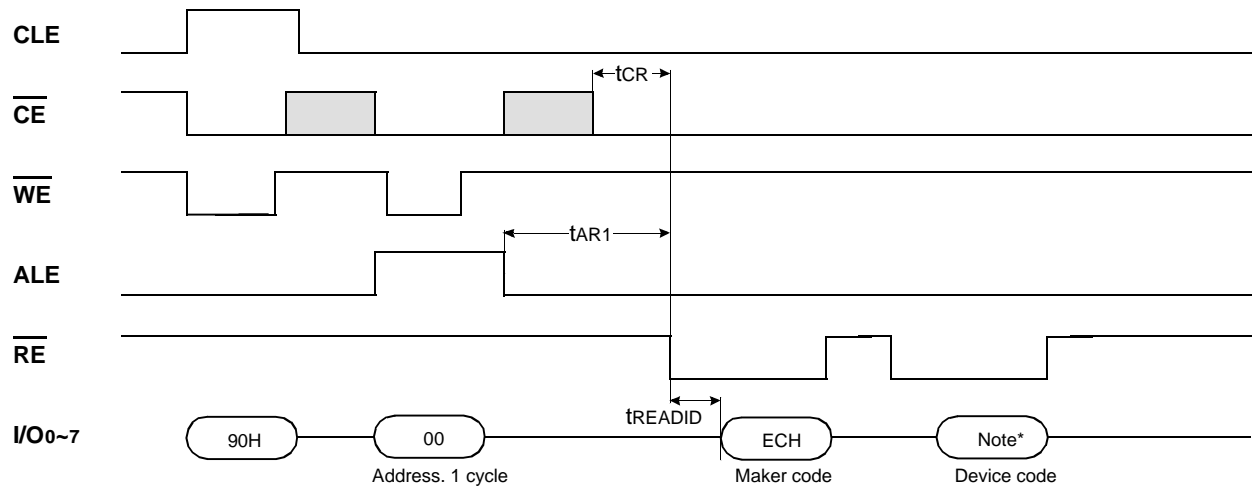 CLE
tCR
CE
WE
tAR1
ALE
RE
tREADID
I/O0~7
90H
00
ECH
Note*
Address. 1 cycle
Maker code
Device code